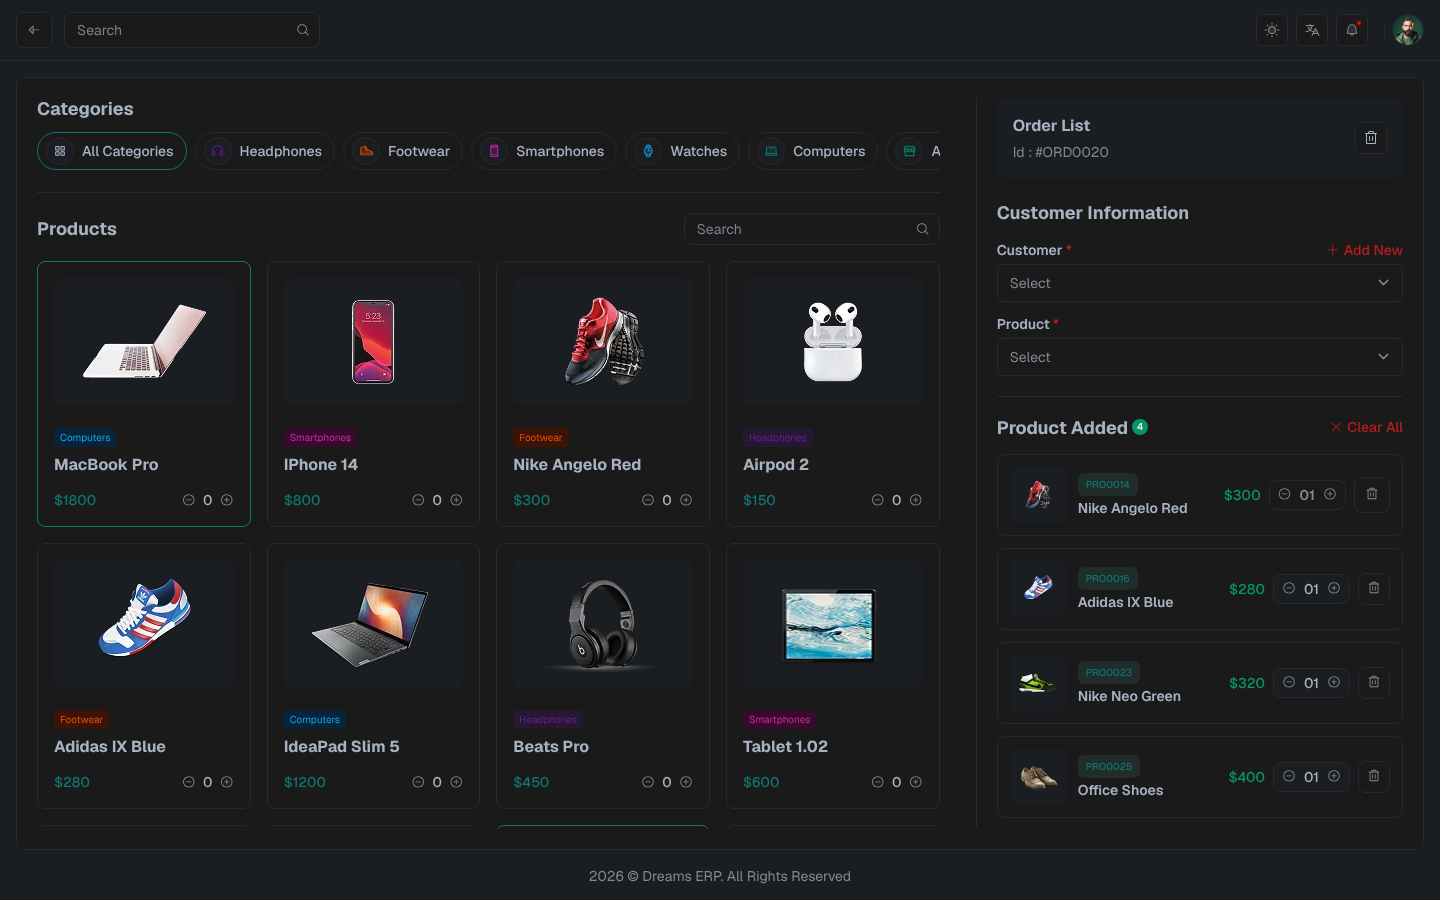 Search
Categories
All Categories
Headphones
Footwear
Smartphones
Watches
Computers
A
Products
Search
Computers
MacBook Pro
$1800
0
Smartphones
IPhone 14
$800
0
Footwear
Nike Angelo Red
$300
0
Headphones
Airpod 2
$150
0
Footwear
Adidas IX Blue
$280
0
Computers
IdeaPad Slim 5
$1200
0
Headphones
Beats Pro
$450
0
Smartphones
Tablet 1.02
$600
0
Order List
Id : #ORD0020
Customer Information
Customer *
Add New
Select
Product *
Select
Product Added 4
Clear All
PRO0014
Nike Angelo Red
$300
01
PRO0016
Adidas IX Blue
$280
01
PRO0023
Nike Neo Green
$320
01
PRO0025
Office Shoes
$400
01
5:23
2026 © Dreams ERP. All Rights Reserved